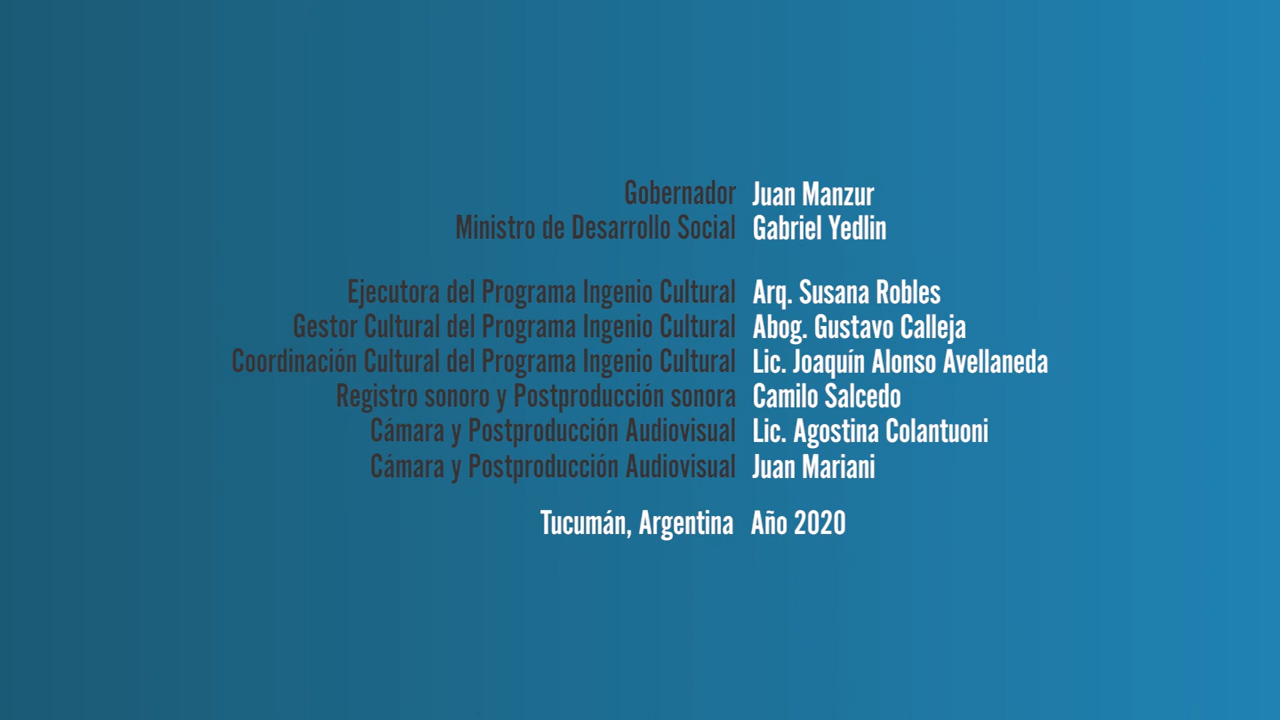 Gobernador Juan Manzur
Ministro de Desarrollo Social Gabriel Yedlin
Ejecutora del Programa Ingenio Cultural Arq. Susana Robles
Gestor Cultural del Programa Ingenio Cultural Abog. Gustavo Calleja
Coordinación Cultural del Programa Ingenio Cultural Lic. Joaquín Alonso Avellaneda
Registro sonoro y Postproducción sonora Camilo Salcedo
Cámara y Postproducción Audiovisual Lic. Agostina Colantuoni
Cámara y Postproducción Audiovisual Juan Mariani
Tucumán, Argentina Año 2020